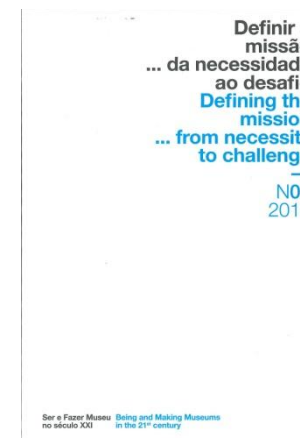 Definir
missã
... da necessidad
ao desafi
Defining th
missio
... from necessit
to challeng
–
N0
201
Ser e Fazer Museu Being and Making Museums
no século XXI in the 21st century